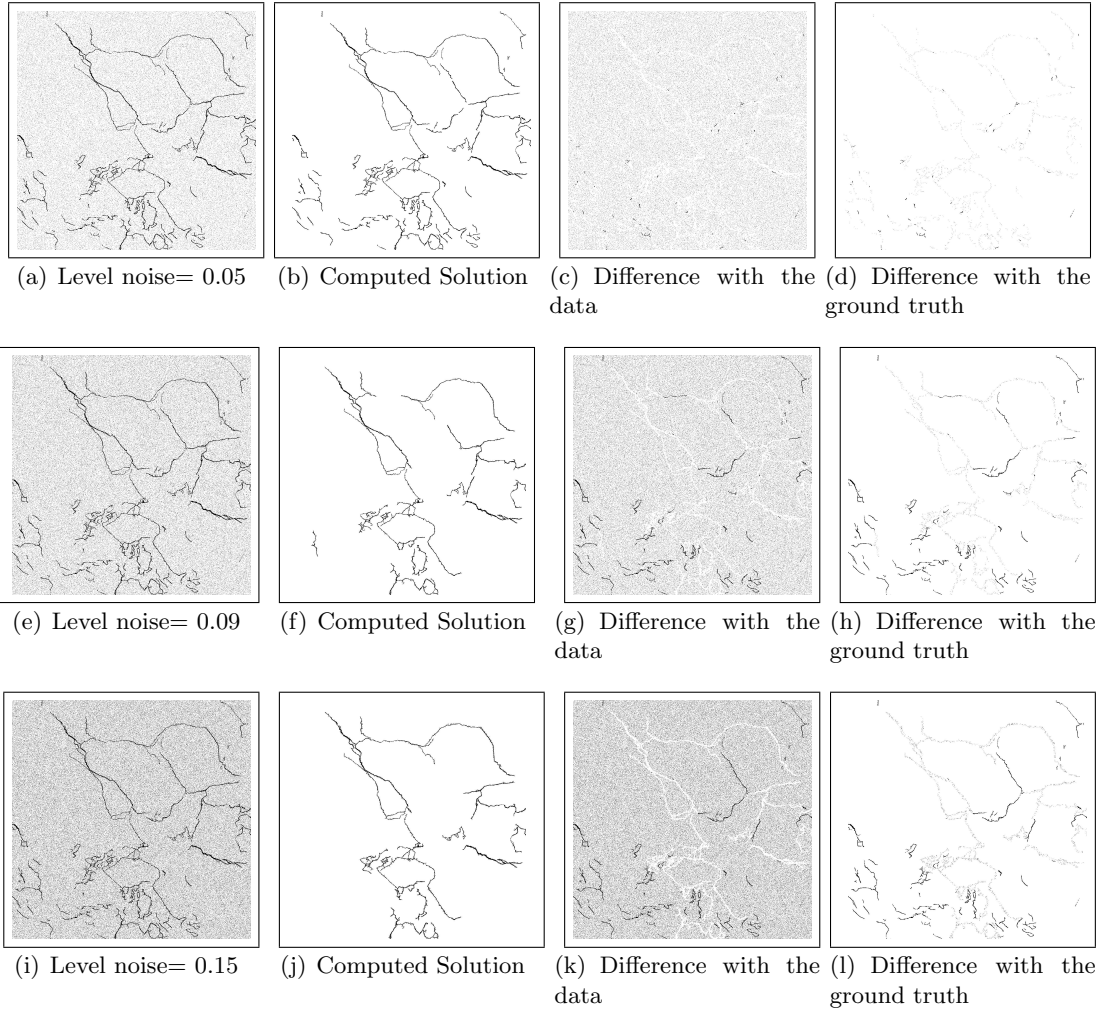 (a) Level noise= 0.05
(b) Computed Solution
(c) Difference with the
data
(d) Difference with the
ground truth
(e) Level noise= 0.09
(f) Computed Solution
(g) Difference with the
data
(h) Difference with the
ground truth
(i) Level noise= 0.15
(j) Computed Solution
(k) Difference with the
data
(l) Difference with the
ground truth